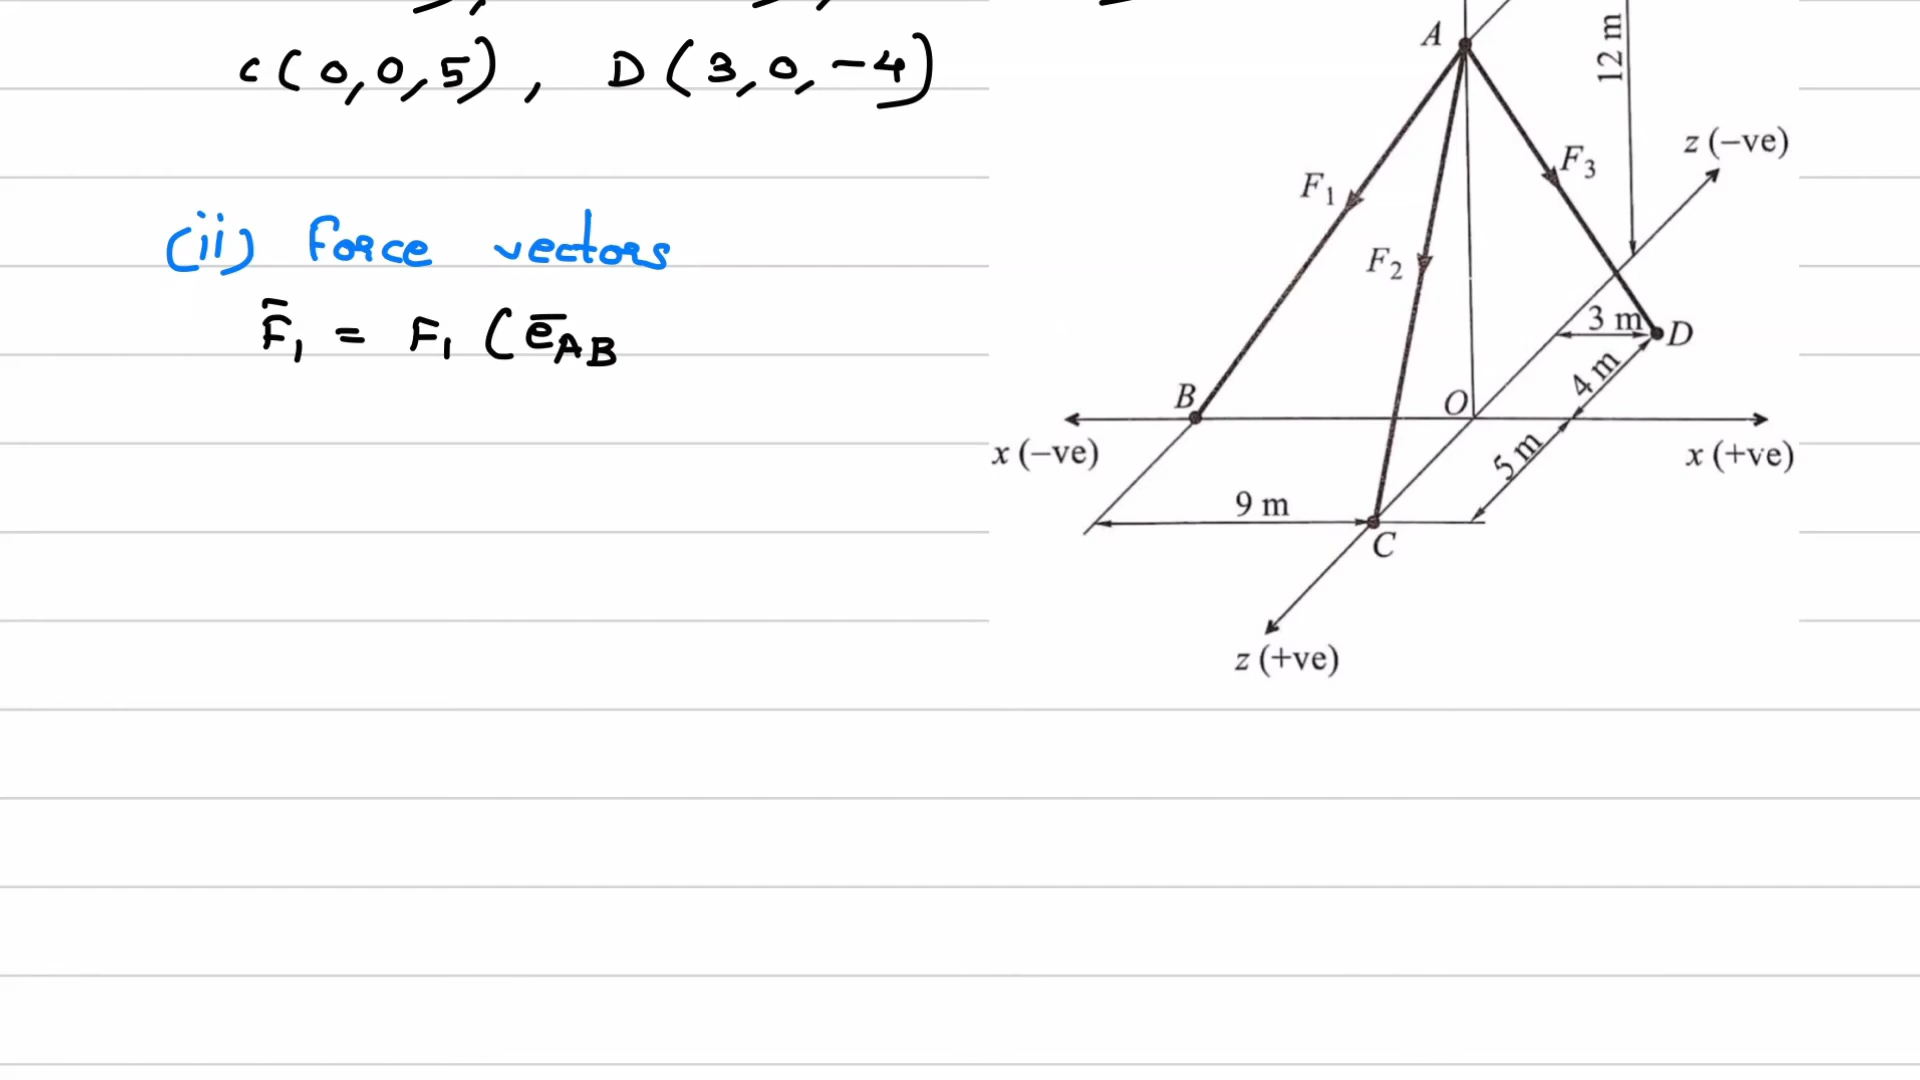 C(0,0,5), D(3,0,-4)
(ii) Force vectors
F̄₁ = F₁ (ēAB
A
12 m
z (–ve)
F₃
F₁
F₂
3 m
D
4 m
B
O
x (–ve)
5 m
x (+ve)
9 m
C
z (+ve)